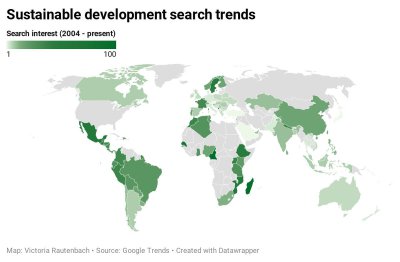 Sustainable development search trends
Search interest (2004 - present)
1 100
Map: Victoria Rautenbach • Source: Google Trends • Created with Datawrapper